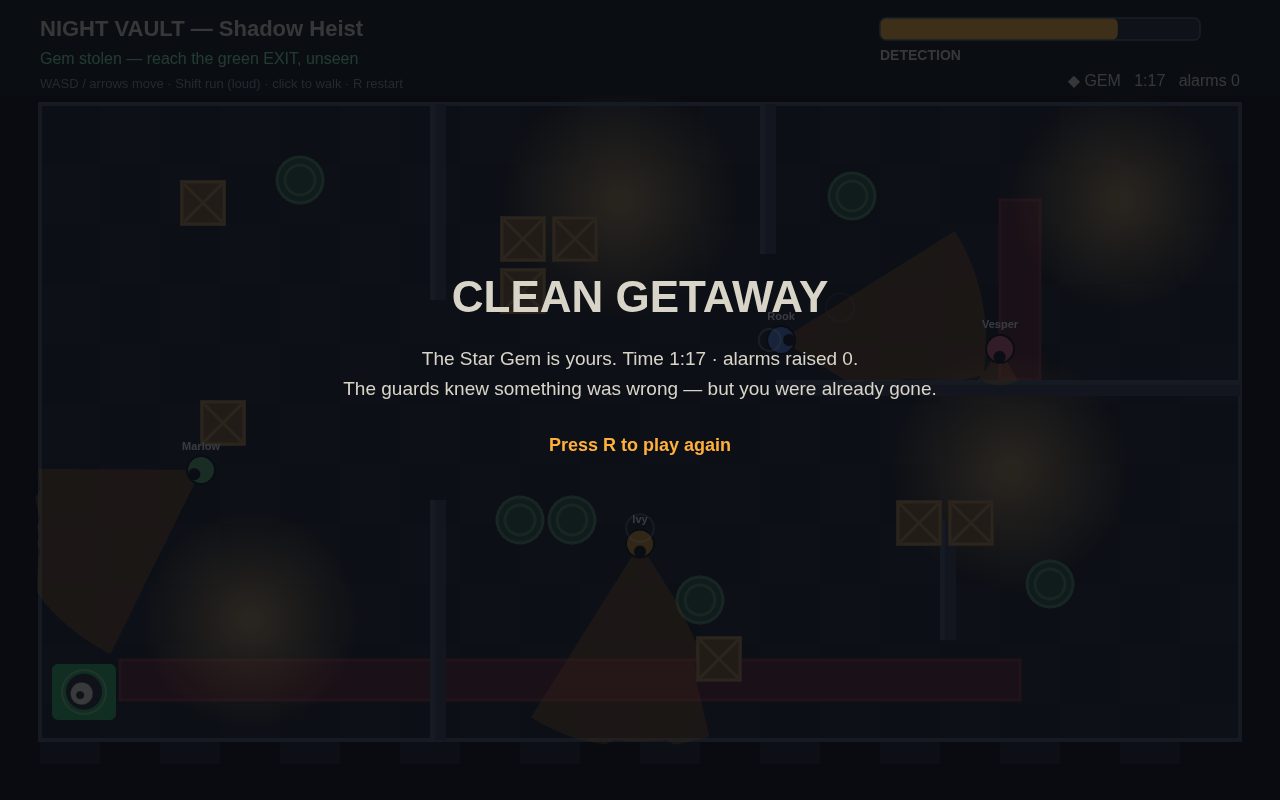 NIGHT VAULT — Shadow Heist
Gem stolen — reach the green EXIT, unseen
WASD / arrows move · Shift run (loud) · click to walk · R restart
DETECTION
◆ GEM 1:17 alarms 0
CLEAN GETAWAY
Rook
Vesper
The Star Gem is yours. Time 1:17 · alarms raised 0.
The guards knew something was wrong — but you were already gone.
Marlow
Press R to play again
Ivy